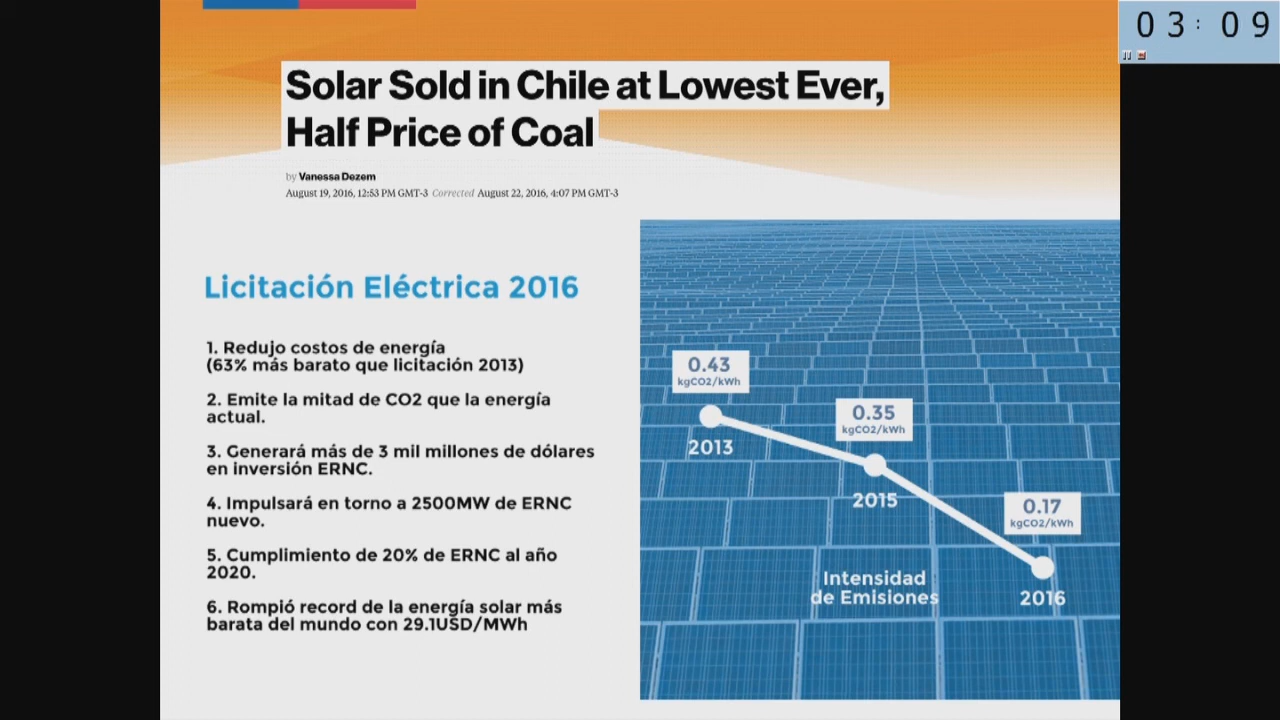 03:09
Solar Sold in Chile at Lowest Ever,
Half Price of Coal
by Vanessa Dezem
August 19, 2016, 12:53 PM GMT-3 Corrected August 22, 2016, 4:07 PM GMT-3
Licitación Eléctrica 2016
1. Redujo costos de energía
(63% más barato que licitación 2013)
2. Emite la mitad de CO2 que la energía
actual.
3. Generará más de 3 mil millones de dólares
en inversión ERNC.
4. Impulsará en torno a 2500MW de ERNC
nuevo.
5. Cumplimiento de 20% de ERNC al año
2020.
6. Rompió record de la energía solar más
barata del mundo con 29.1USD/MWh
0.43
kgCO2/kWh
2013
0.35
kgCO2/kWh
2015
0.17
kgCO2/kWh
2016
Intensidad
de Emisiones